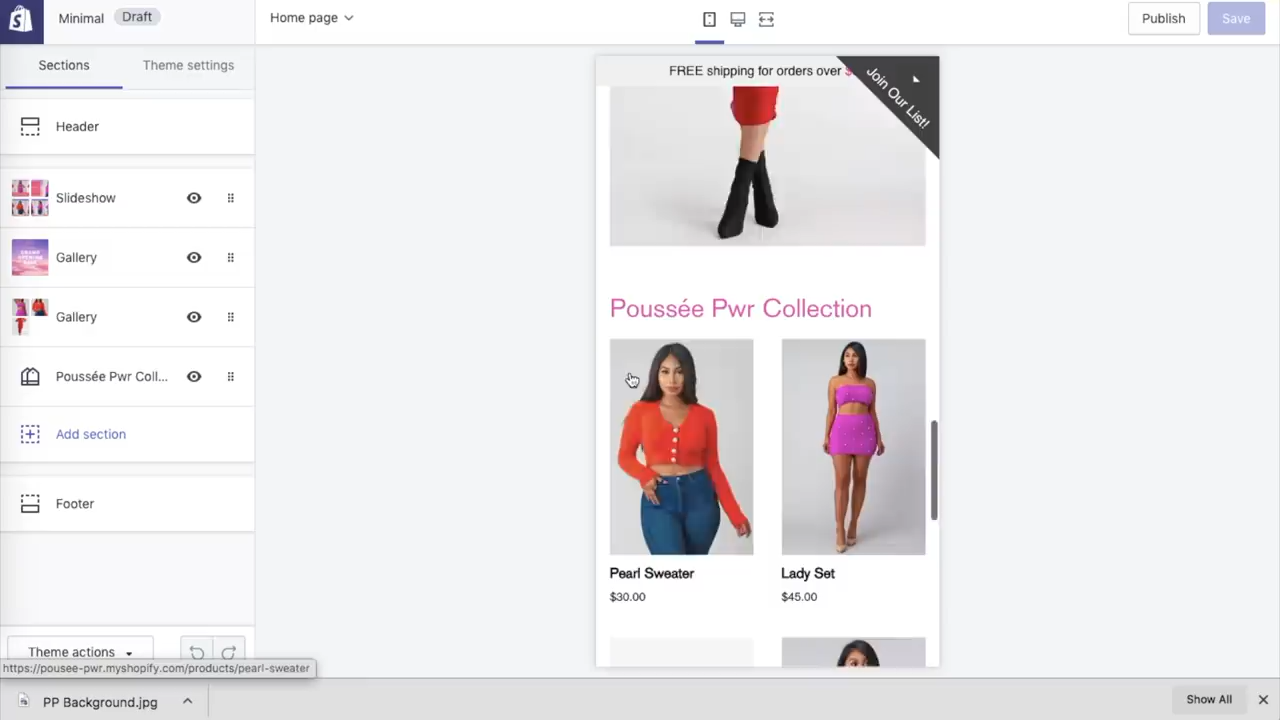 Minimal Draft
Home page
Publish
Save
Sections
Theme settings
Header
Slideshow
Gallery
Gallery
Poussée Pwr Coll...
Add section
Footer
Theme actions
https://pousee-pwr.myshopify.com/products/pearl-sweater
FREE shipping for orders over $
Join Our List!
Poussée Pwr Collection
Pearl Sweater
$30.00
Lady Set
$45.00
PP Background.jpg
Show All